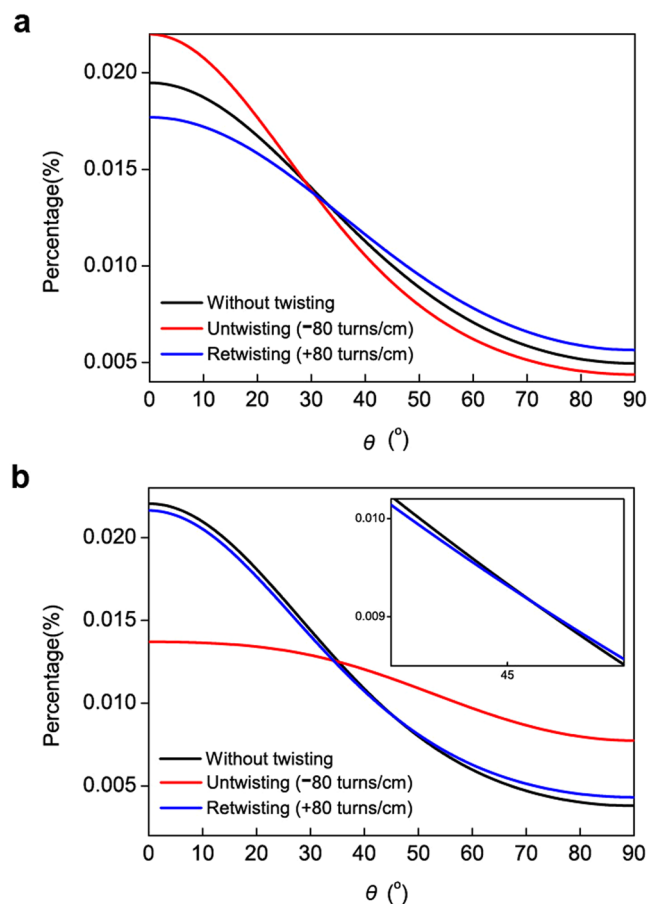 a
Percentage(%)
0.020
0.015
0.010
0.005
Without twisting
Untwisting (−80 turns/cm)
Retwisting (+80 turns/cm)
0 10 20 30 40 50 60 70 80 90
θ (°)
b
Percentage(%)
0.020
0.015
0.010
0.005
0.010
0.009
45
Without twisting
Untwisting (−80 turns/cm)
Retwisting (+80 turns/cm)
0 10 20 30 40 50 60 70 80 90
θ (°)